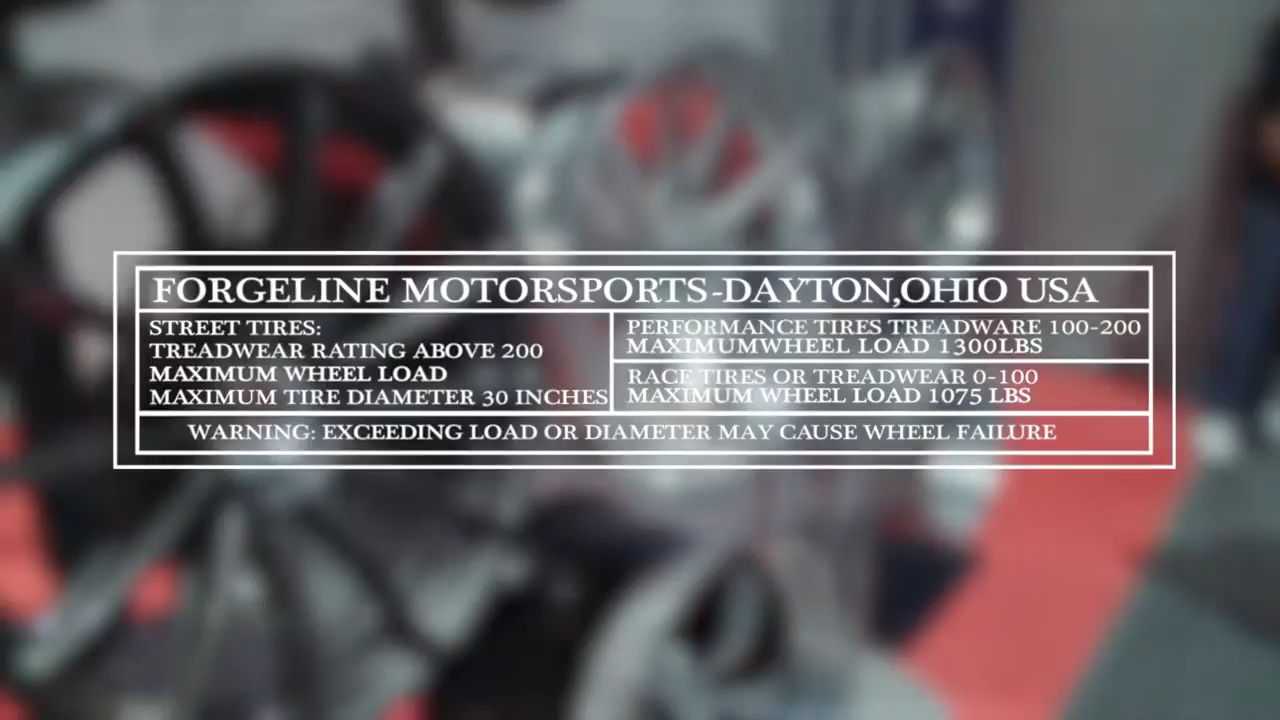 FORGELINE MOTORSPORTS-DAYTON,OHIO USA
STREET TIRES:
TREADWEAR RATING ABOVE 200
MAXIMUM WHEEL LOAD
MAXIMUM TIRE DIAMETER 30 INCHES
PERFORMANCE TIRES TREADWARE 100-200
MAXIMUMWHEEL LOAD 1300LBS
RACE TIRES OR TREADWEAR 0-100
MAXIMUM WHEEL LOAD 1075 LBS
WARNING: EXCEEDING LOAD OR DIAMETER MAY CAUSE WHEEL FAILURE